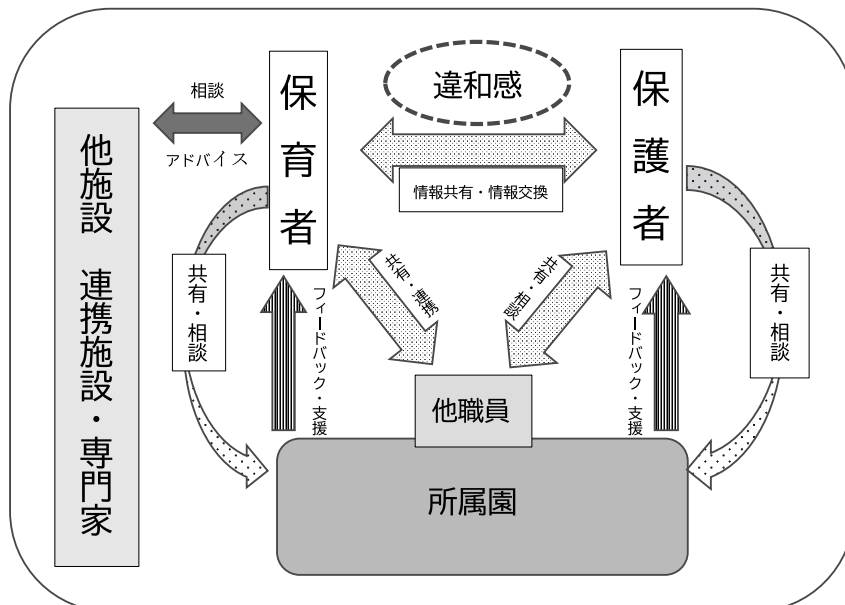 他施設 連携施設・専門家
相談
アドバイス
保育者
違和感
情報共有・情報交換
保護者
共有・相談
フィードバック・支援
共有・連携
共有・相談
フィードバック・支援
共有・相談
他職員
所属園